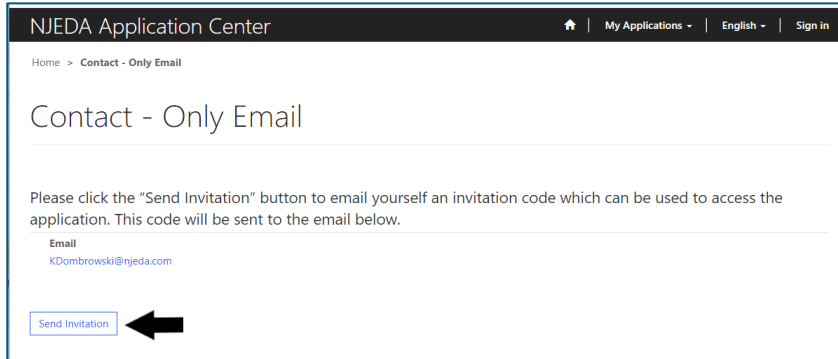 NJEDA Application Center
My Applications
English
Sign in
Home > Contact - Only Email
Contact - Only Email
Please click the “Send Invitation” button to email yourself an invitation code which can be used to access the
application. This code will be sent to the email below.
Email
KDombrowski@njeda.com
Send Invitation